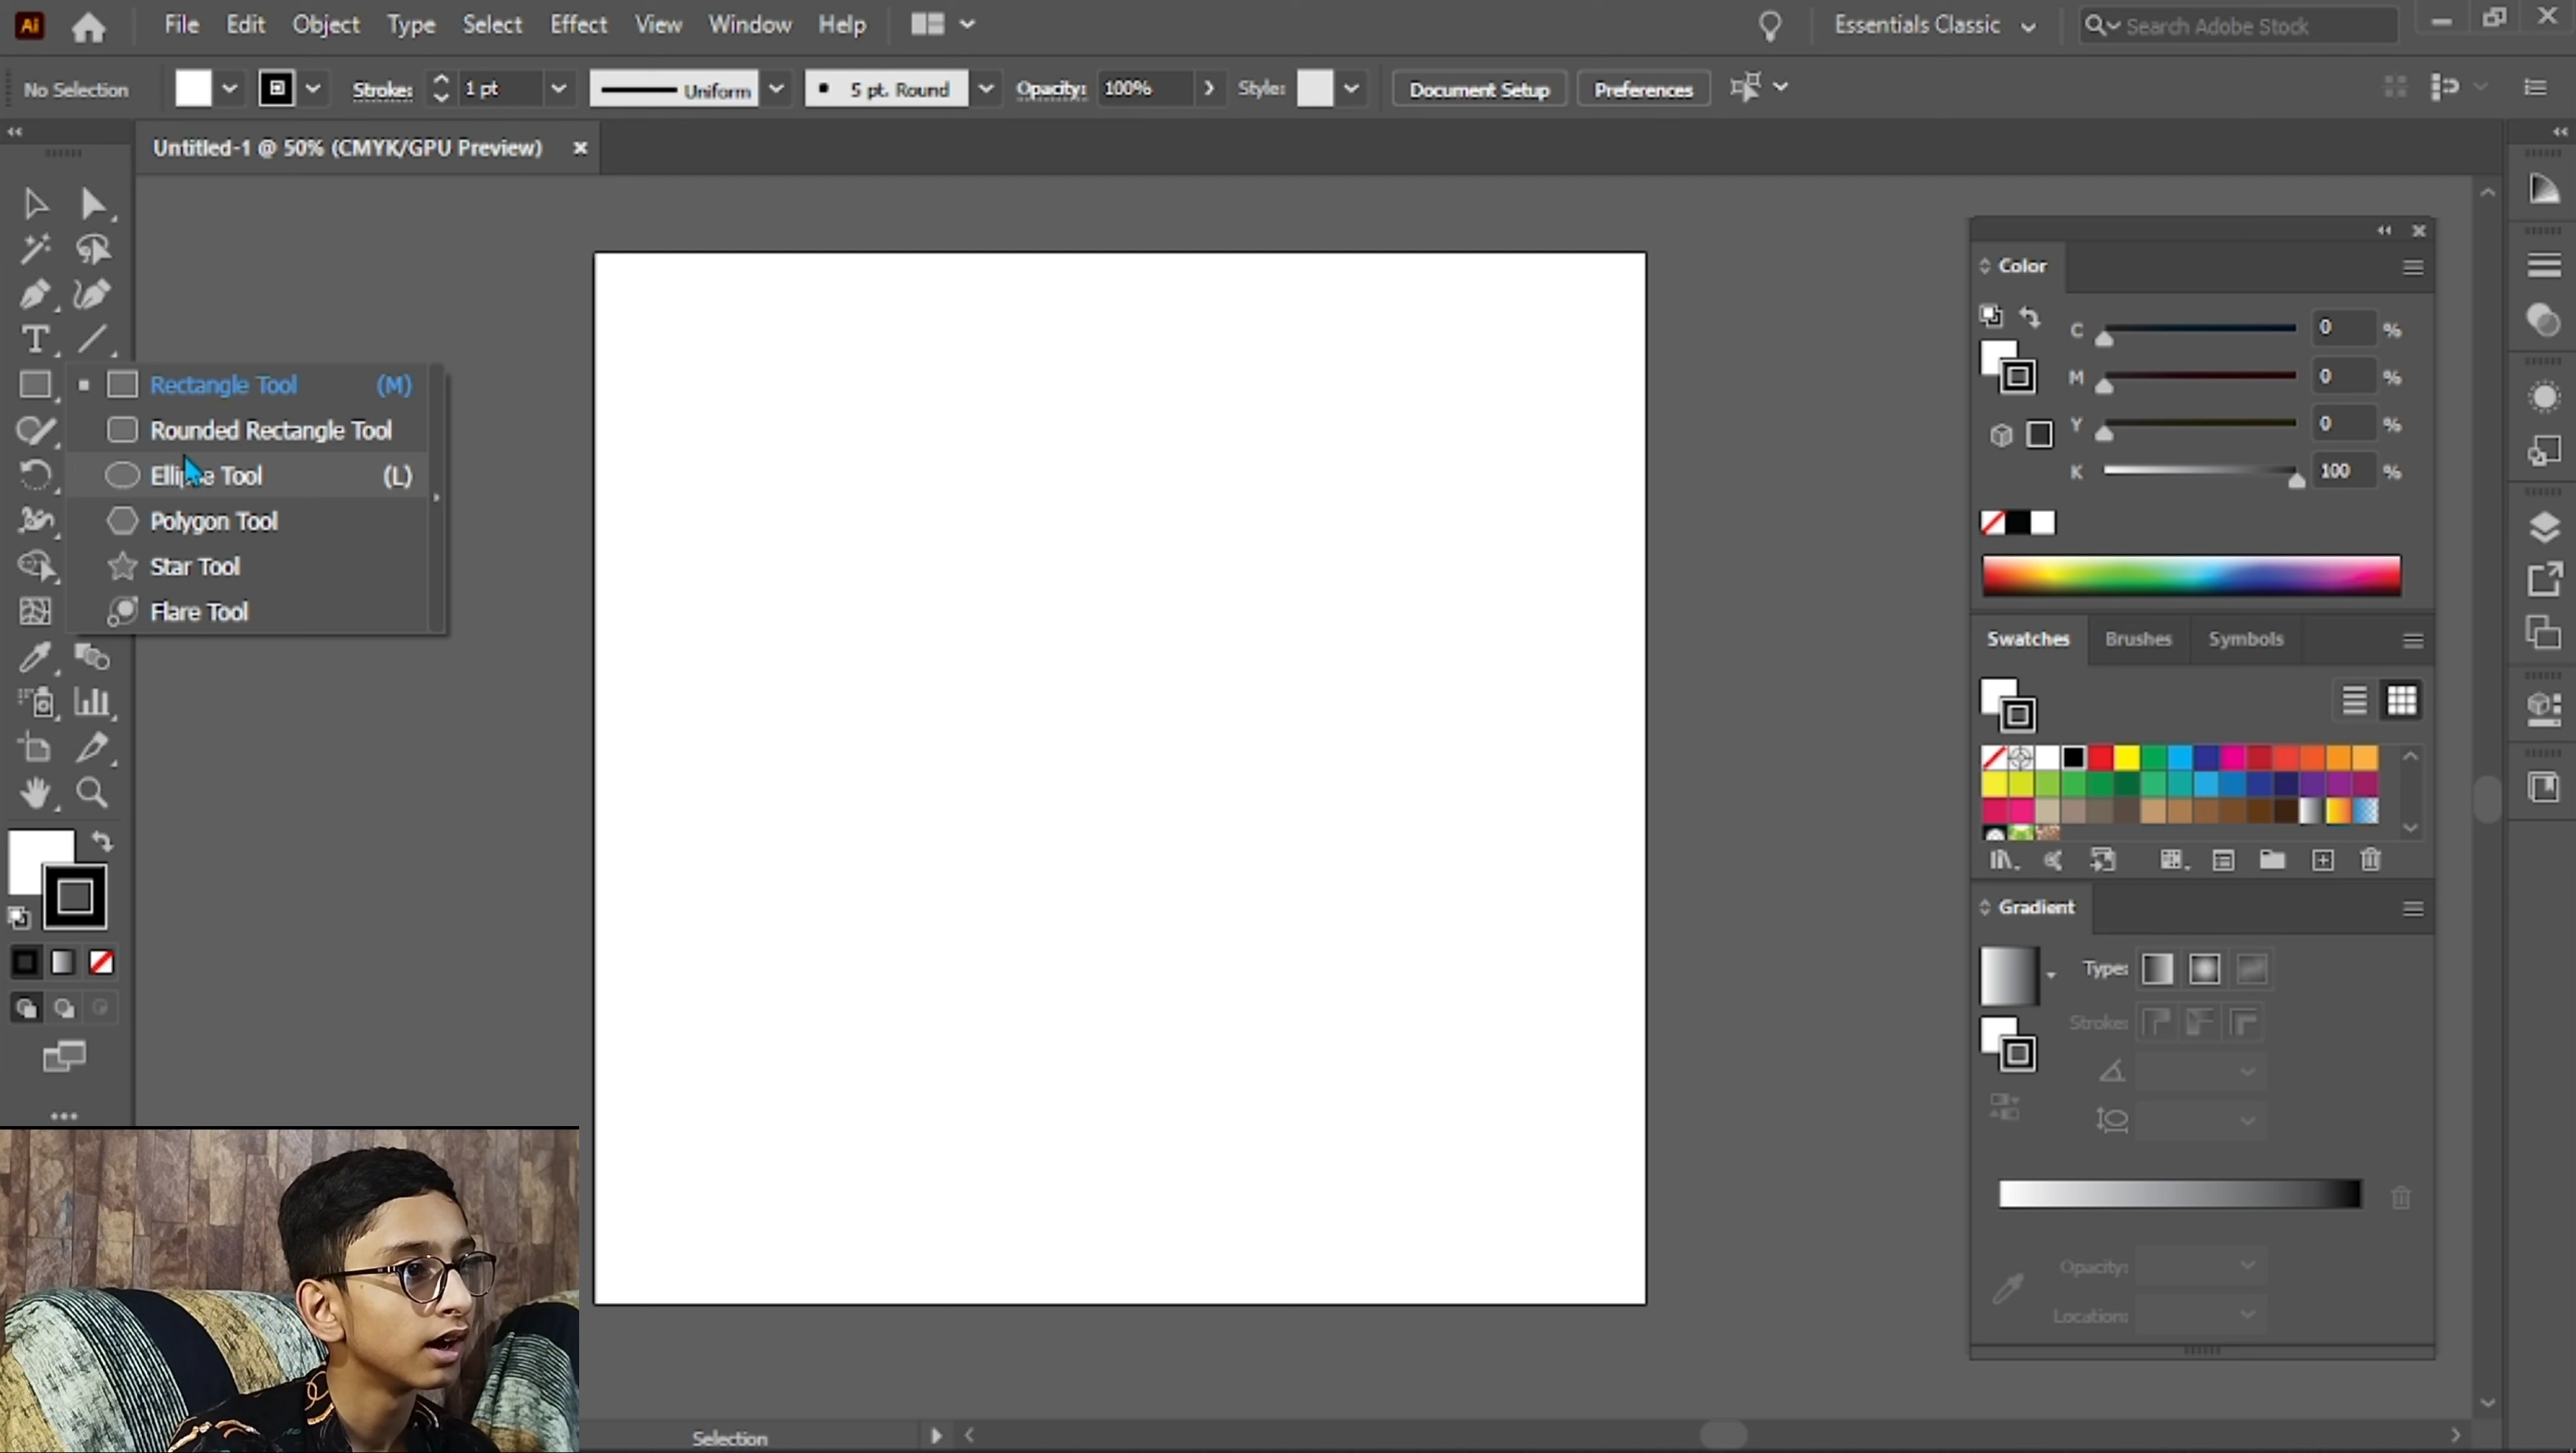 Ai File Edit Object Type Select Effect View Window Help Essentials Classic Search Adobe Stock
No Selection Stroke: 1 pt Uniform 5 pt. Round Opacity: 100% Style: Document Setup Preferences
Untitled-1 @ 50% (CMYK/GPU Preview)
Rectangle Tool (M)
Rounded Rectangle Tool
Ellipse Tool (L)
Polygon Tool
Star Tool
Flare Tool
Color
C 0 %
M 0 %
Y 0 %
K 100 %
Swatches Brushes Symbols
Gradient
Type:
Stroke:
Opacity:
Location:
Selection